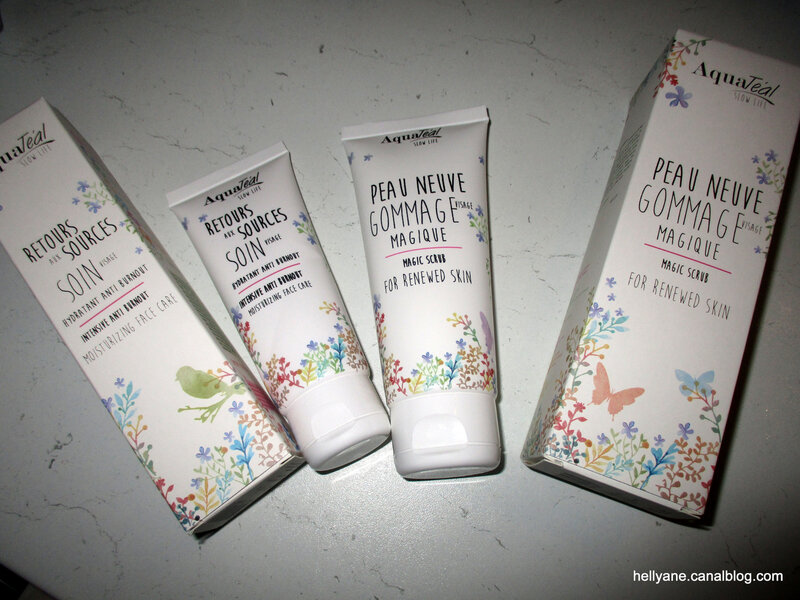 AquaTéal
SLOW LIFE
RETOURS
AUX SOURCES
SOIN VISAGE
HYDRATANT ANTI BURNOUT
INTENSIVE ANTI BURNOUT
MOISTURIZING FACE CARE
AquaTéal
SLOW LIFE
RETOURS
AUX SOURCES
SOIN VISAGE
HYDRATANT ANTI BURNOUT
INTENSIVE ANTI BURNOUT
MOISTURIZING FACE CARE
AquaTéal
SLOW LIFE
PEAU NEUVE
GOMMAGE VISAGE
MAGIQUE
MAGIC SCRUB
FOR RENEWED SKIN
AquaTéal
SLOW LIFE
PEAU NEUVE
GOMMAGE VISAGE
MAGIQUE
MAGIC SCRUB
FOR RENEWED SKIN
hellyane.canalblog.com